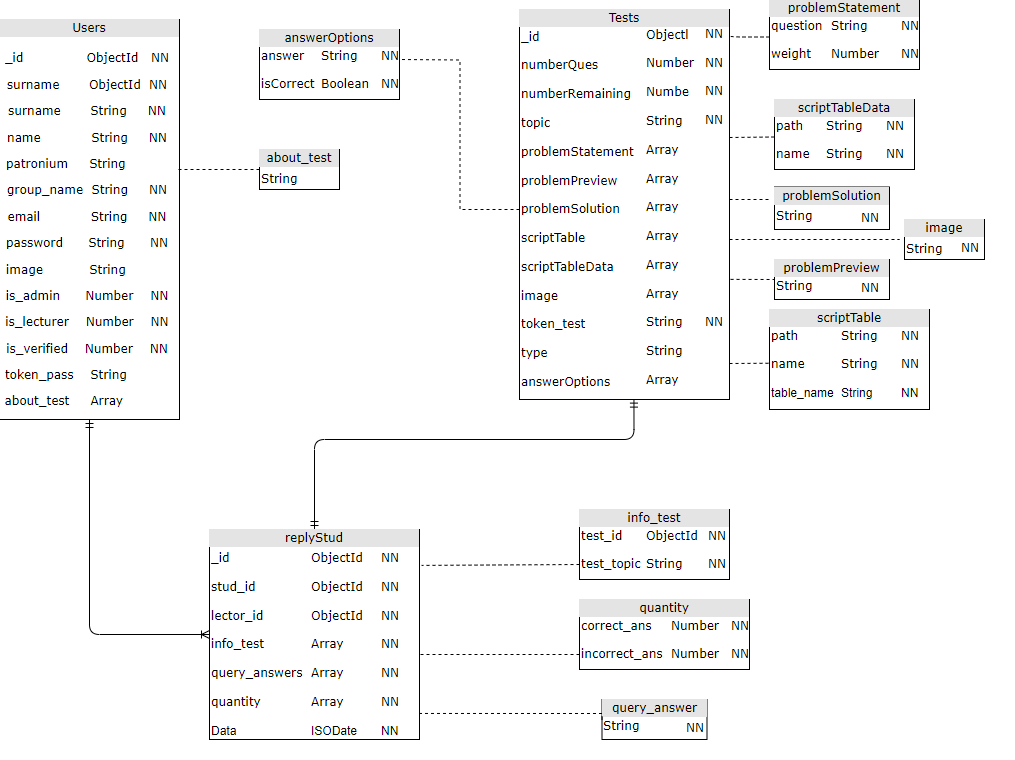 Users
_id ObjectId NN
surname ObjectId NN
surname String NN
name String NN
patronium String
group_name String NN
email String NN
password String NN
image String
is_admin Number NN
is_lecturer Number NN
is_verified Number NN
token_pass String
about_test Array
answerOptions
answer String NN
isCorrect Boolean NN
about_test
String
Tests
_id Objectl NN
numberQues Number NN
numberRemaining Numbe NN
topic String NN
problemStatement Array
problemPreview Array
problemSolution Array
scriptTable Array
scriptTableData Array
image Array
token_test String NN
type String
answerOptions Array
problemStatement
question String NN
weight Number NN
scriptTableData
path String NN
name String NN
problemSolution
String NN
image
String NN
problemPreview
String NN
scriptTable
path String NN
name String NN
table_name String NN
replyStud
_id ObjectId NN
stud_id ObjectId NN
lector_id ObjectId NN
info_test Array NN
query_answers Array NN
quantity Array NN
Data ISODate NN
info_test
test_id ObjectId NN
test_topic String NN
quantity
correct_ans Number NN
incorrect_ans Number NN
query_answer
String NN